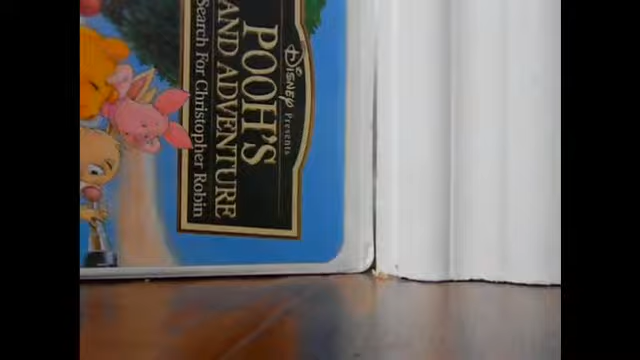 Disney Presents
POOH'S
AND ADVENTURE
Search For Christopher Robin